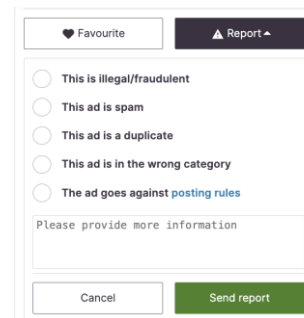 Favourite
Report
This is illegal/fraudulent
This ad is spam
This ad is a duplicate
This ad is in the wrong category
The ad goes against posting rules
Please provide more information
Cancel
Send report